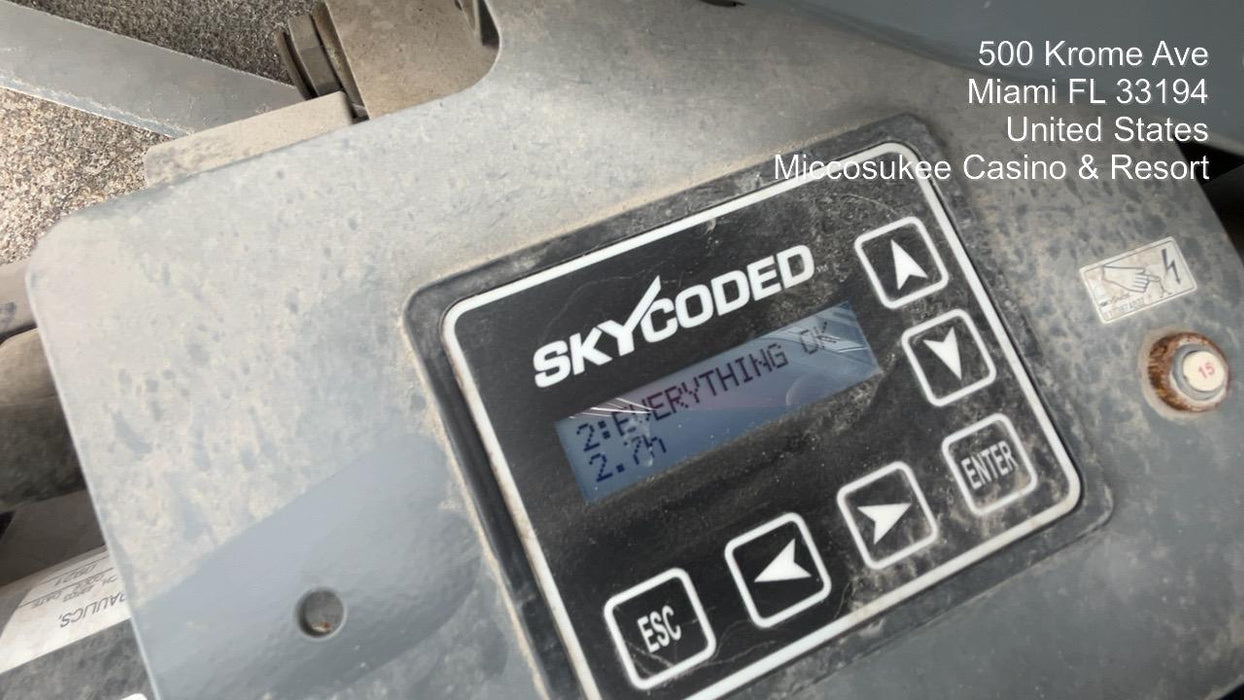 500 Krome Ave
Miami FL 33194
United States
Miccosukee Casino & Resort
SKYCODED
2:EVERYTHING OK
2.7h
ENTER
ESC
15